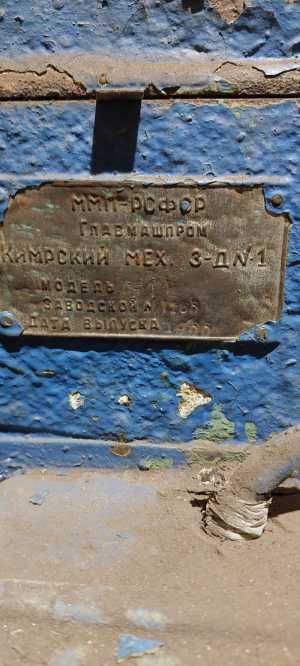 ММП-РСФСР
Главмашпром
КИМРСКИЙ МЕХ. З-Д №1
МОДЕЛЬ
ЗАВОДСКОЙ №
ДАТА ВЫПУСКА